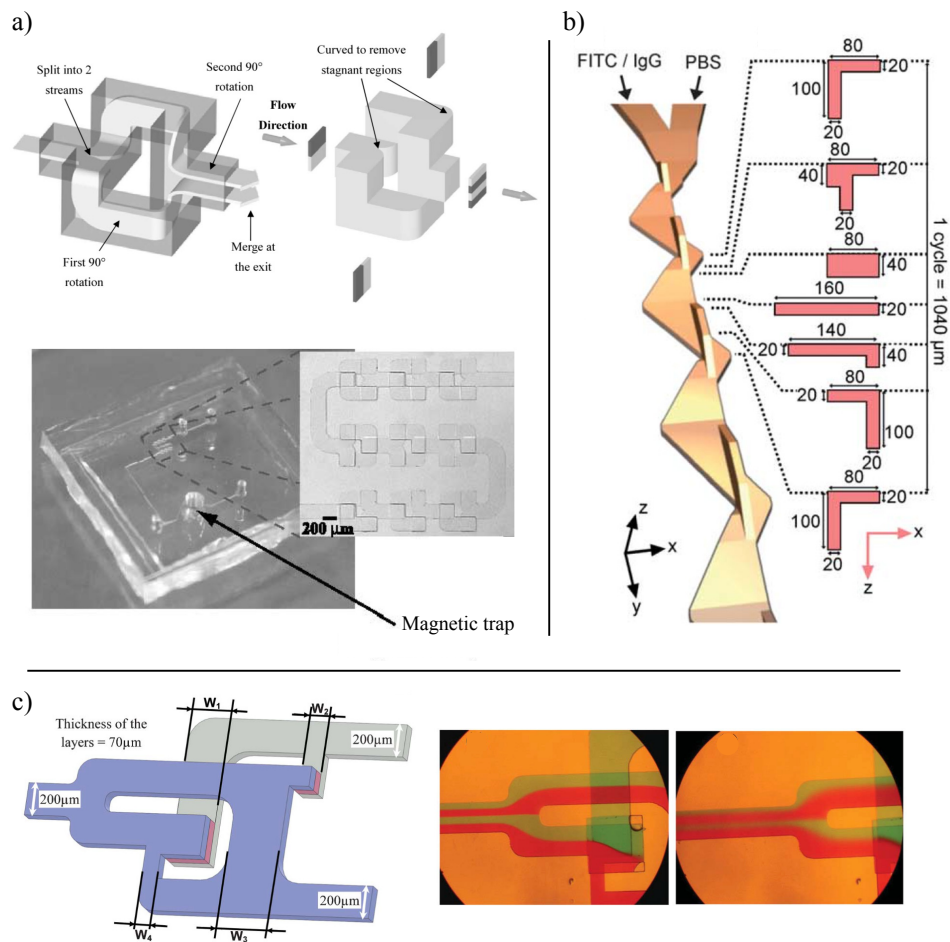 a)
Split into 2
streams
Second 90°
rotation
Flow
Direction
Curved to remove
stagnant regions
First 90°
rotation
Merge at
the exit
200 µm
Magnetic trap
b)
FITC / IgG
PBS
80
20
100
20
80
40
20
20
80
40
160
20
140
20
40
80
20
100
20
80
20
100
20
1 cycle = 1040 µm
z
x
y
x
z
c)
Thickness of the
layers = 70µm
W1
W2
200µm
200µm
200µm
W4
W3